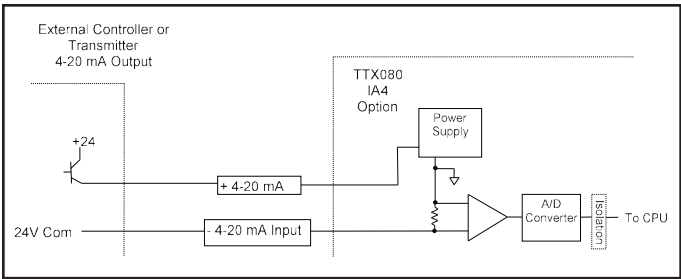 External Controller or
Transmitter
4-20 mA Output
TTX080
IA4
Option
Power
Supply
+24
+ 4-20 mA
24V Com
- 4-20 mA Input
A/D
Converter
Isolation
To CPU